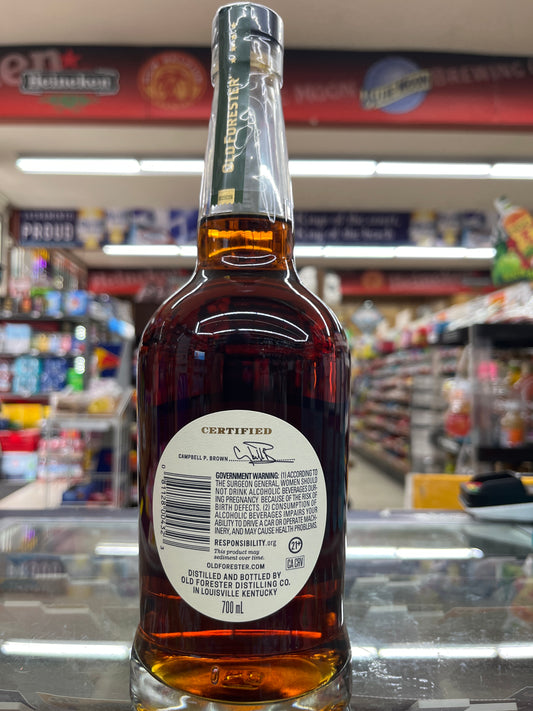 OLD FORESTER
Heineken
BLUE MOON
MOON
BREWING
PROUD
CERTIFIED
CAMPBELL P. BROWN
GOVERNMENT WARNING: (1) ACCORDING TO
THE SURGEON GENERAL, WOMEN SHOULD
NOT DRINK ALCOHOLIC BEVERAGES DUR-
ING PREGNANCY BECAUSE OF THE RISK OF
BIRTH DEFECTS. (2) CONSUMPTION OF
ALCOHOLIC BEVERAGES IMPAIRS YOUR
ABILITY TO DRIVE A CAR OR OPERATE MACH-
INERY, AND MAY CAUSE HEALTH PROBLEMS.
RESPONSIBILITY.org
21+
This product may
sediment over time.
OLDFORESTER.COM
CA CRV
DISTILLED AND BOTTLED BY
OLD FORESTER DISTILLING CO.
IN LOUISVILLE KENTUCKY
700 mL